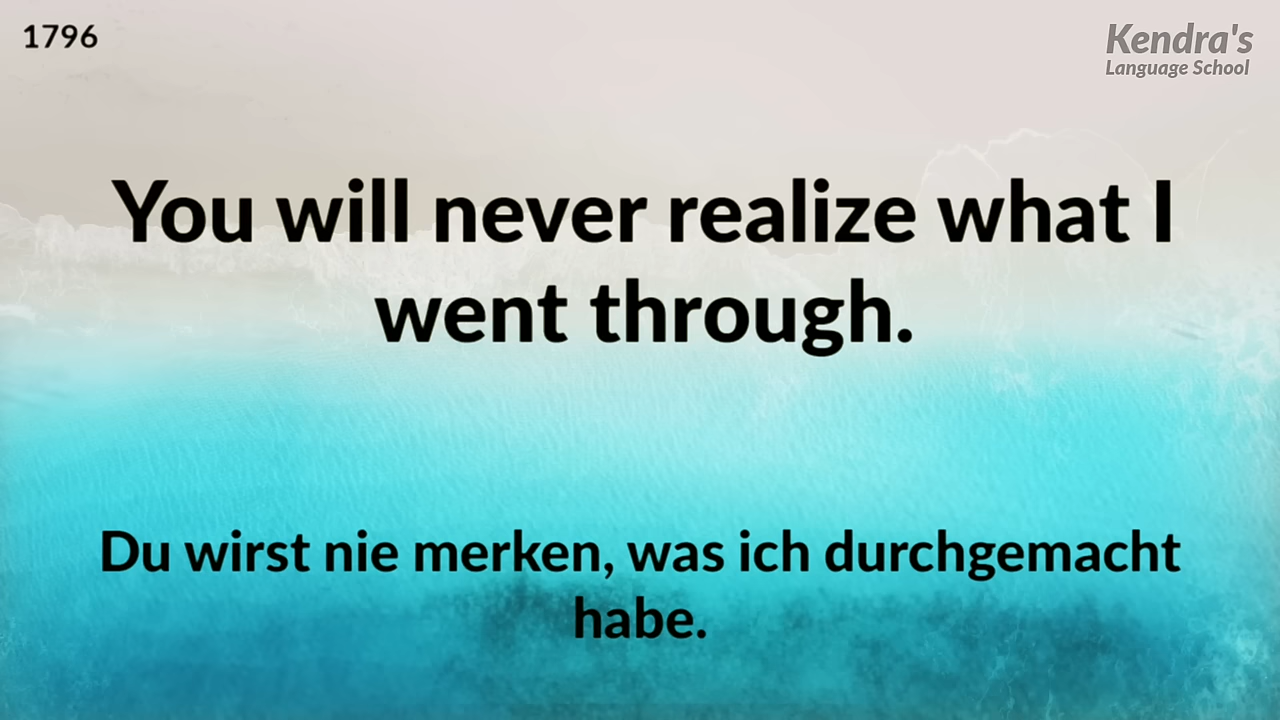 1796
Kendra's
Language School
You will never realize what I
went through.
Du wirst nie merken, was ich durchgemacht
habe.